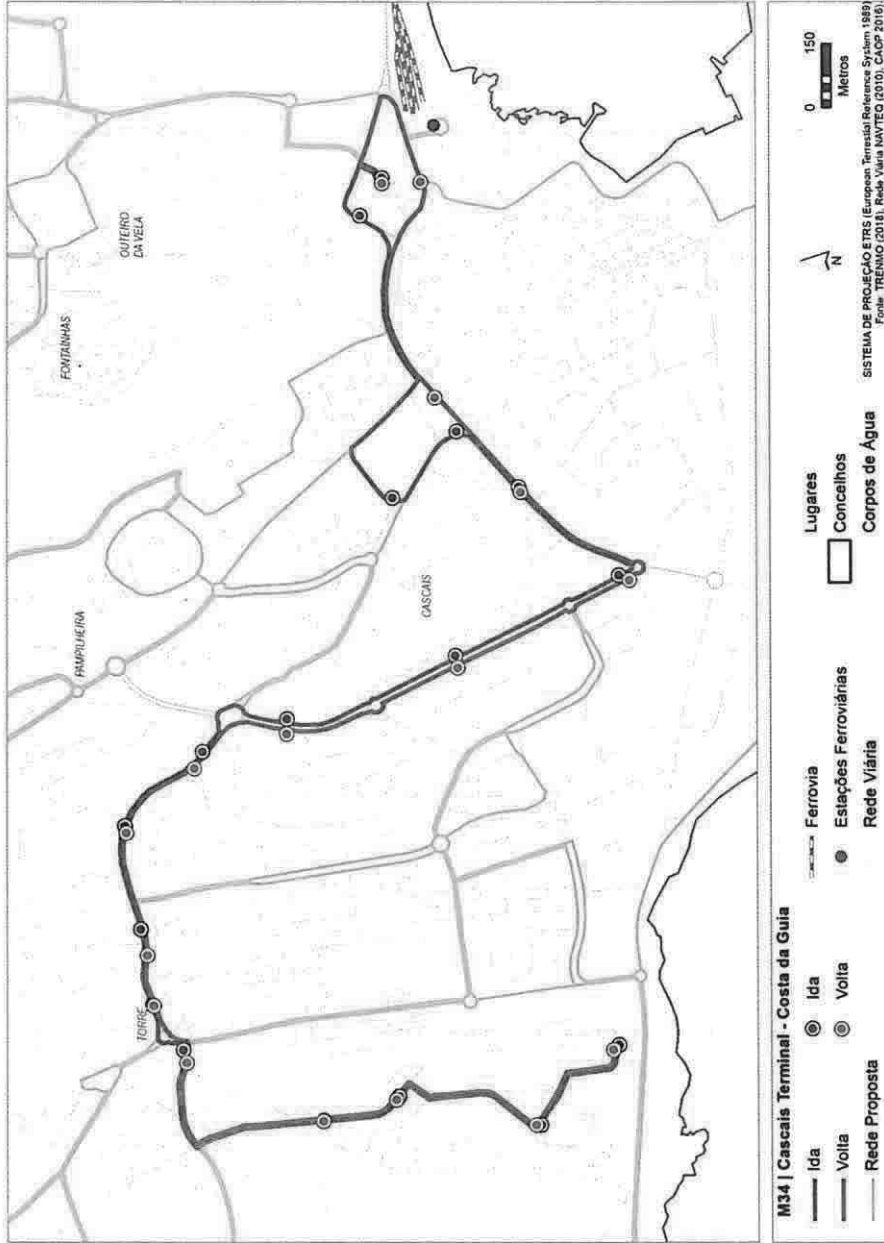 OUTEIRO
DA VELA
FONTAÍNHAS
PAMPILHEIRA
CASCAIS
TORRE
M34 | Cascais Terminal - Costa da Guia
Ida
Volta
Rede Proposta
Ida
Volta
Ferrovia
Estações Ferroviárias
Rede Viária
Lugares
Concelhos
Corpos de Água
N
0 150
Metros
SISTEMA DE PROJEÇÃO ETRS (European Terrestrial Reference System 1989)
Fonte: TRENMO (2018), Rede Viária NAVTEQ (2010), CAOP 2016)